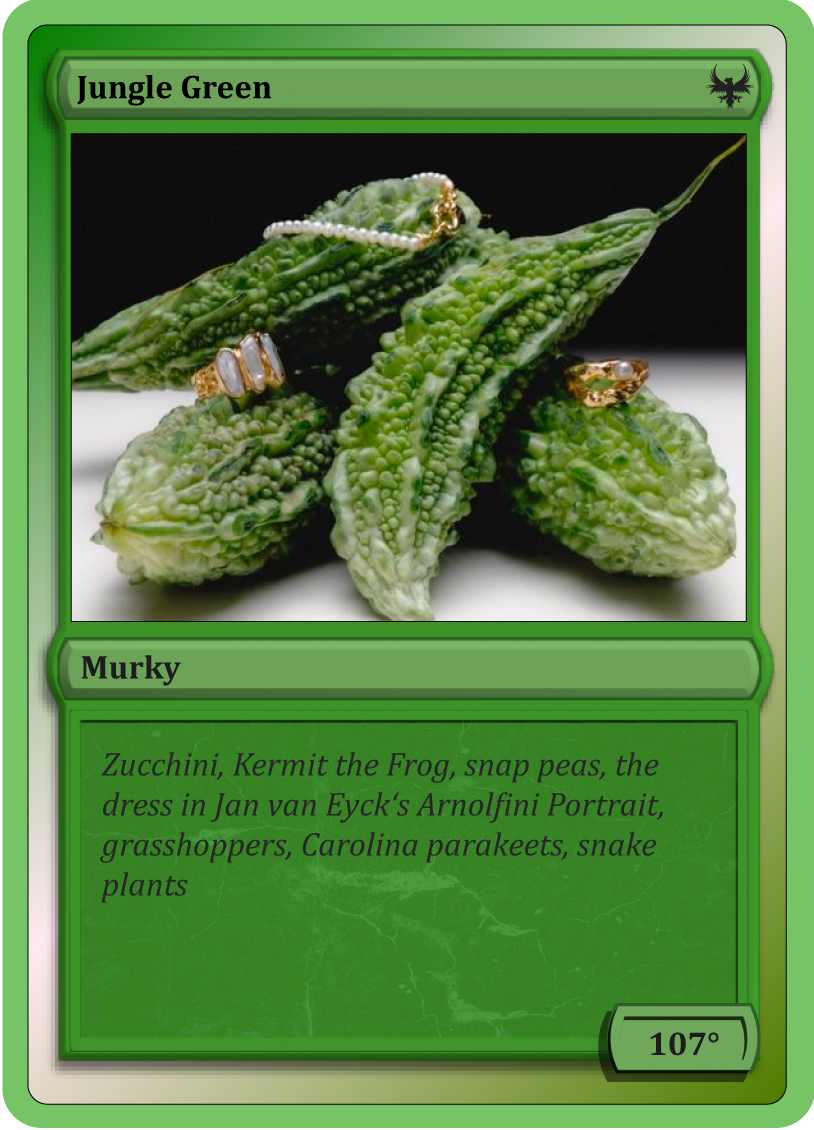 Jungle Green
Murky
Zucchini, Kermit the Frog, snap peas, the
dress in Jan van Eyck‘s Arnolfini Portrait,
grasshoppers, Carolina parakeets, snake
plants
107°